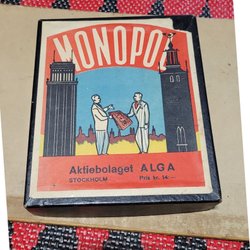 MONOPOL
Aktiebolaget ALGA
STOCKHOLM Pris kr. 14:-